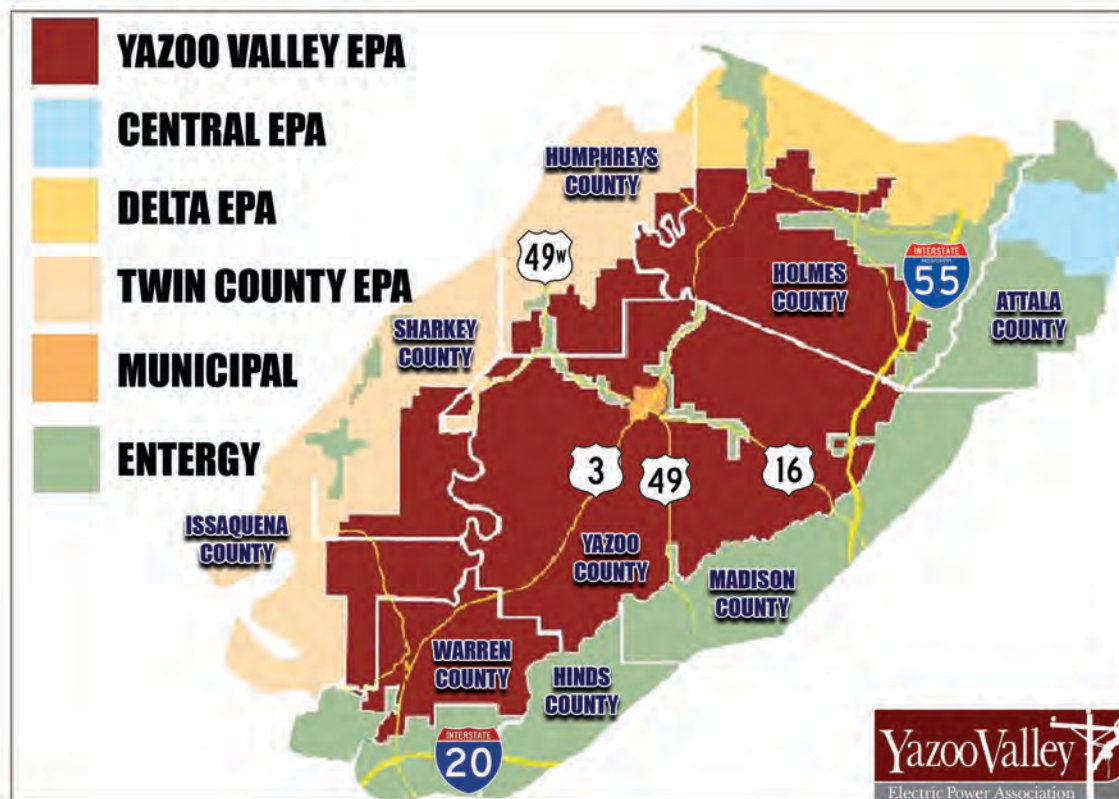 YAZOO VALLEY EPA
CENTRAL EPA
DELTA EPA
TWIN COUNTY EPA
MUNICIPAL
ENTERGY
HUMPHREYS
COUNTY
49W
HOLMES
COUNTY
INTERSTATE
MISSISSIPPI
55
ATTALA
COUNTY
SHARKEY
COUNTY
3
49
16
ISSAQUENA
COUNTY
YAZOO
COUNTY
MADISON
COUNTY
WARREN
COUNTY
HINDS
COUNTY
INTERSTATE
20
YazooValley
Electric Power Association